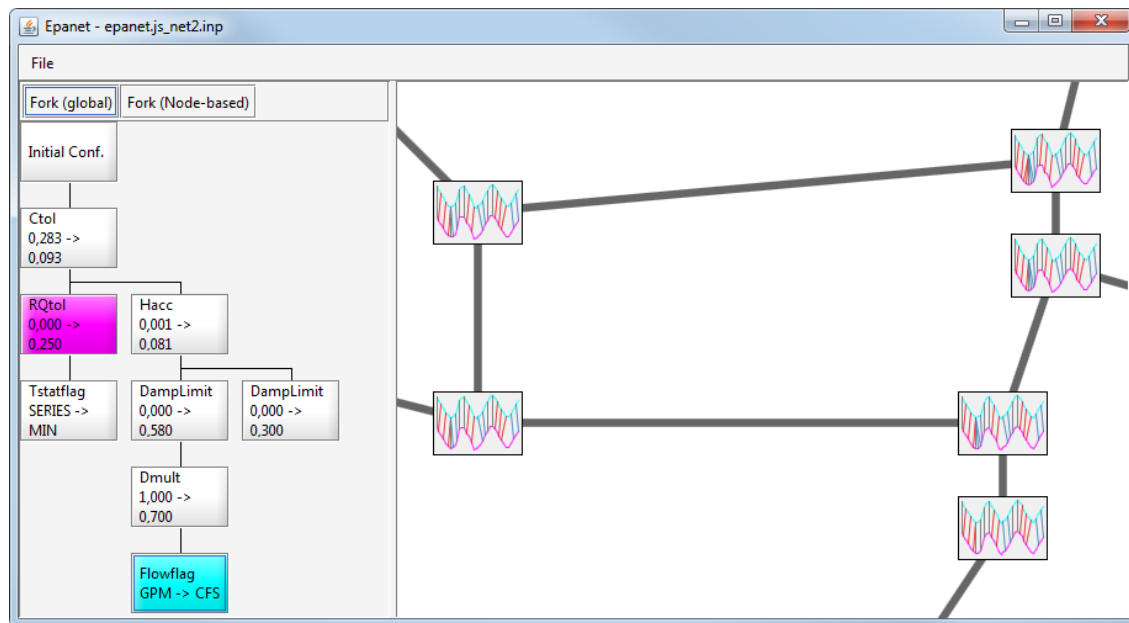 Epanet - epanet.js_net2.inp
File
Fork (global) Fork (Node-based)
Initial Conf.
Ctol
0,283 ->
0,093
RQtol
0,000 ->
0,250
Hacc
0,001 ->
0,081
Tstatflag
SERIES ->
MIN
DampLimit
0,000 ->
0,580
DampLimit
0,000 ->
0,300
Dmult
1,000 ->
0,700
Flowflag
GPM -> CFS